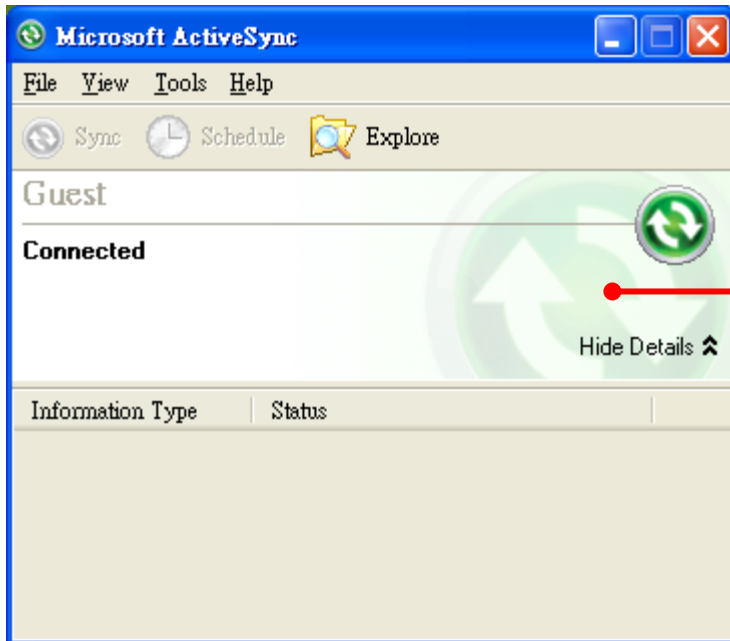 Microsoft ActiveSync
File View Tools Help
Sync Schedule Explore
Guest
Connected
Hide Details
Information Type Status